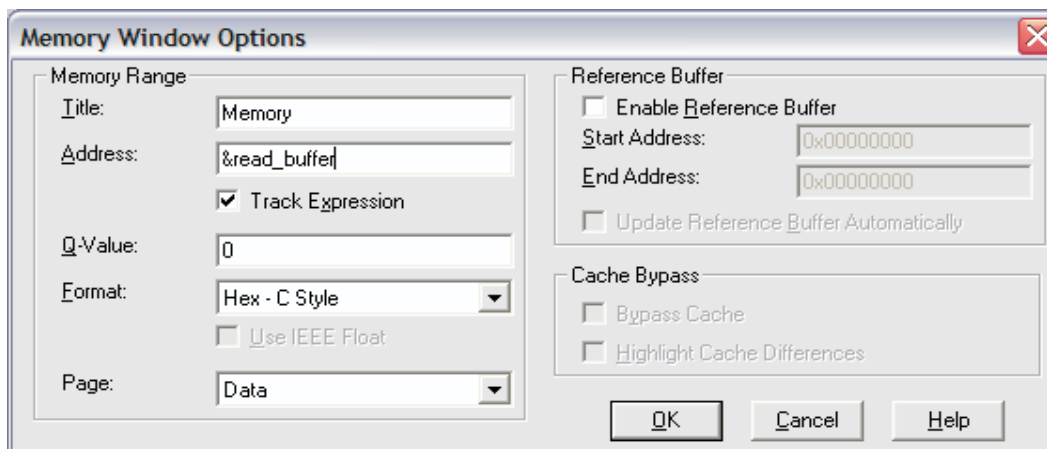 Memory Window Options
Memory Range
Title:
Memory
Address:
&read_buffer
Track Expression
Q-Value:
0
Format:
Hex - C Style
Use IEEE Float
Page:
Data
Reference Buffer
Enable Reference Buffer
Start Address:
0x00000000
End Address:
0x00000000
Update Reference Buffer Automatically
Cache Bypass
Bypass Cache
Highlight Cache Differences
OK
Cancel
Help